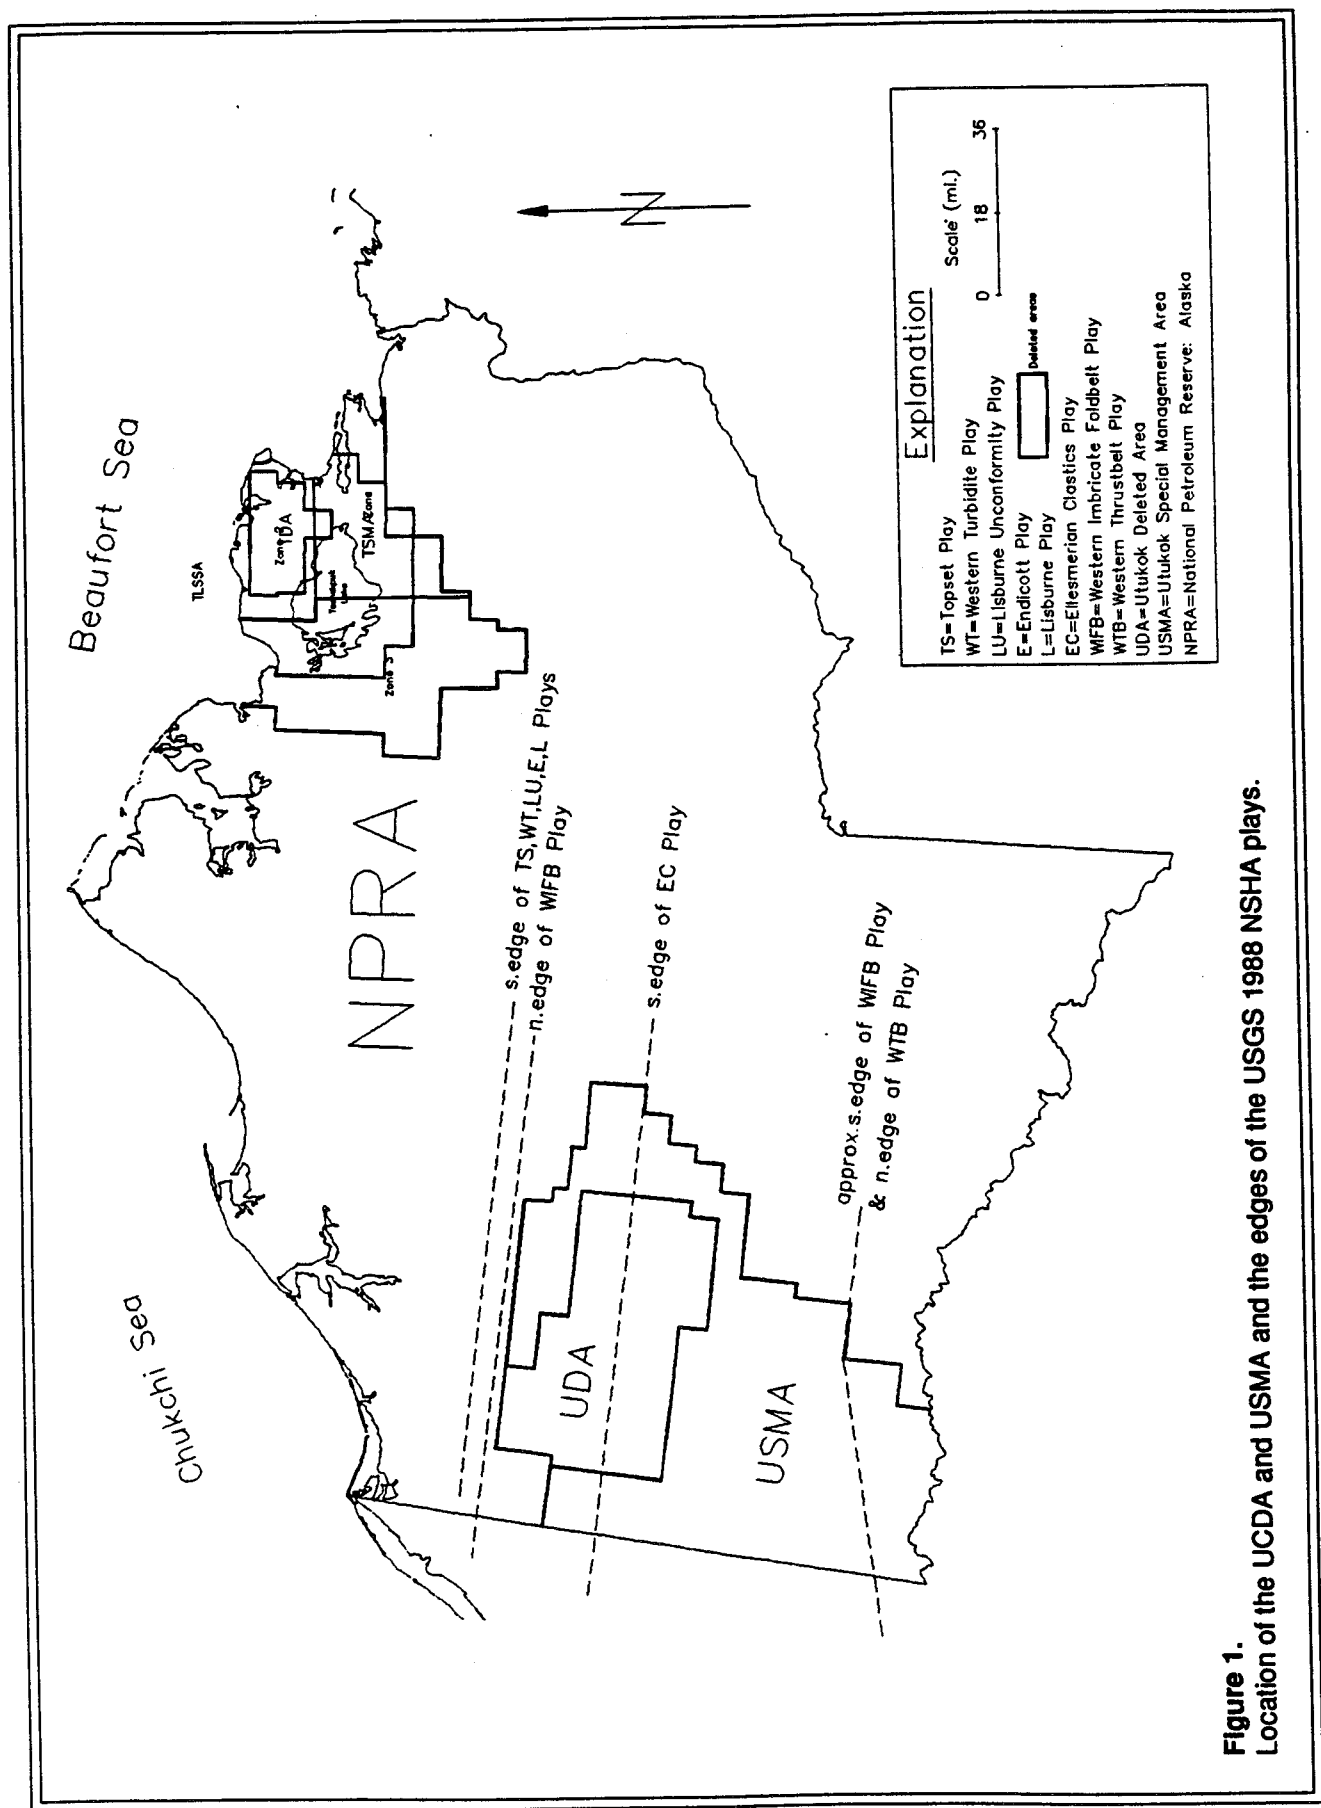 Beaufort Sea
Chukchi Sea
TLSSA
Zone
TDA
TSMA
Zone
Lake
Zone 3
NPRA
s.edge of TS,WT,LU,E,L Plays
n.edge of WIFB Play
s.edge of EC Play
approx.s.edge of WIFB Play
& n.edge of WTB Play
UDA
USMA
N
Explanation
TS=Topset Play
WT=Western Turbidite Play
LU=Lisburne Unconformity Play
E=Endicott Play
L=Lisburne Play
EC=Ellesmerian Clastics Play
WIFB=Western Imbricate Foldbelt Play
WTB=Western Thrustbelt Play
UDA=Utukok Deleted Area
USMA=Utukok Special Management Area
NPRA=National Petroleum Reserve: Alaska
Deleted areas
Scale (mi.)
0 18 36
Figure 1.
Location of the UCDA and USMA and the edges of the USGS 1988 NSHA plays.